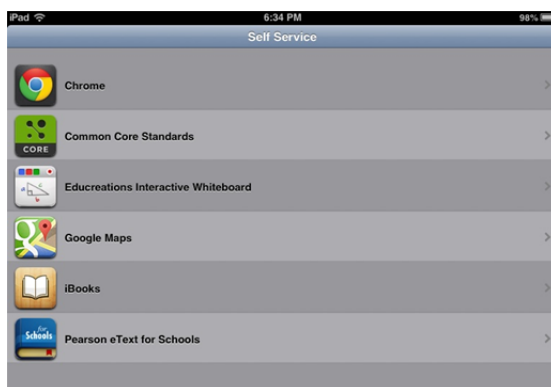 iPad 6:34 PM 98%
Self Service
Chrome
CORE
Common Core Standards
Educreations Interactive Whiteboard
Google Maps
iBooks
for
Schools
Pearson eText for Schools